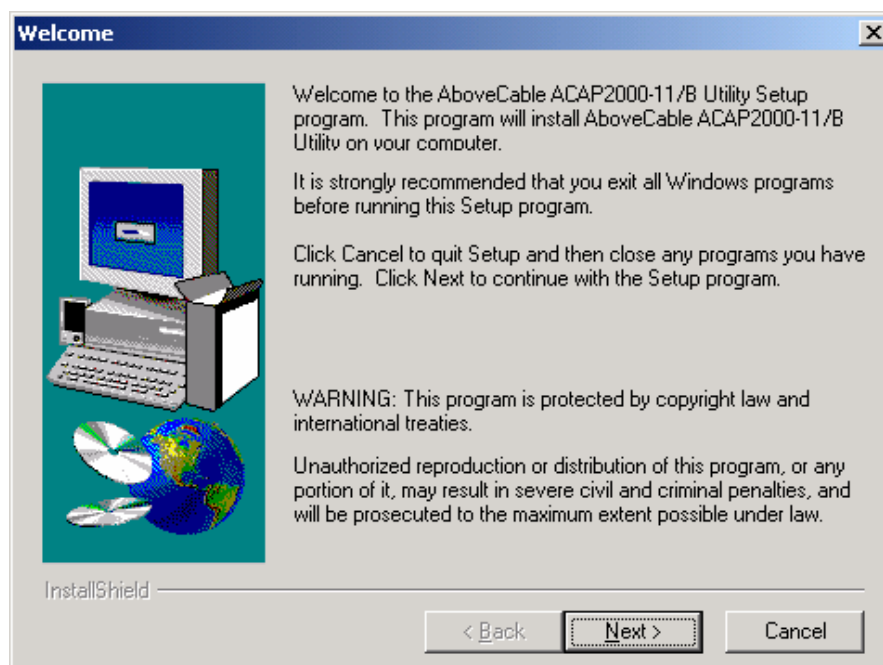 Welcome
Welcome to the AboveCable ACAP2000-11/B Utility Setup
program. This program will install AboveCable ACAP2000-11/B
Utility on your computer.
It is strongly recommended that you exit all Windows programs
before running this Setup program.
Click Cancel to quit Setup and then close any programs you have
running. Click Next to continue with the Setup program.
WARNING: This program is protected by copyright law and
international treaties.
Unauthorized reproduction or distribution of this program, or any
portion of it, may result in severe civil and criminal penalties, and
will be prosecuted to the maximum extent possible under law.
InstallShield
< Back
Next >
Cancel